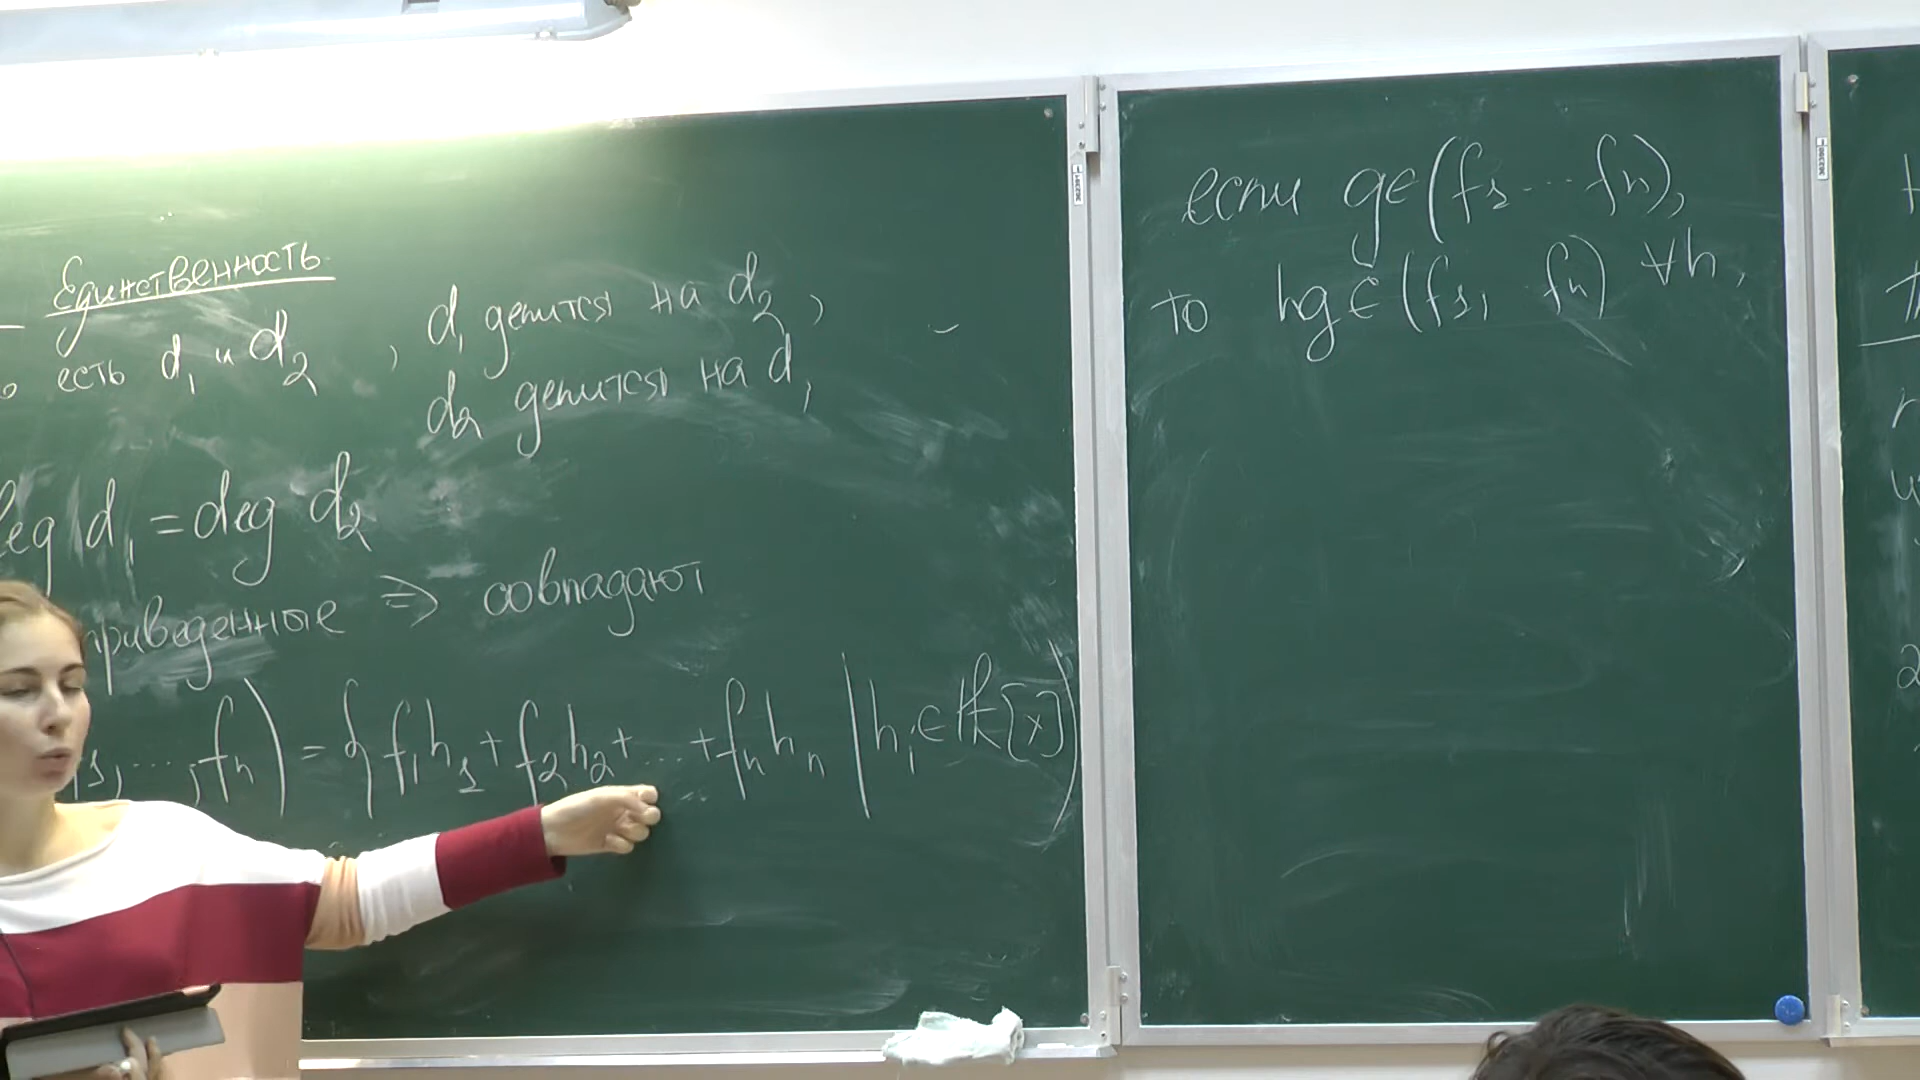 Единственность
есть d₁ и d₂, d₁ делится на d₂,
d₂ делится на d₁
deg d₁ = deg d₂
приведенные ⇒ совпадают
, ..., fₙ) = {f₁h₁ + f₂h₂ + ... + fₙhₙ | hᵢ ∈ 𝕜[x]}
если g ∈ (f₁ ... fₙ),
то hg ∈ (f₁, fₙ) ∀h,